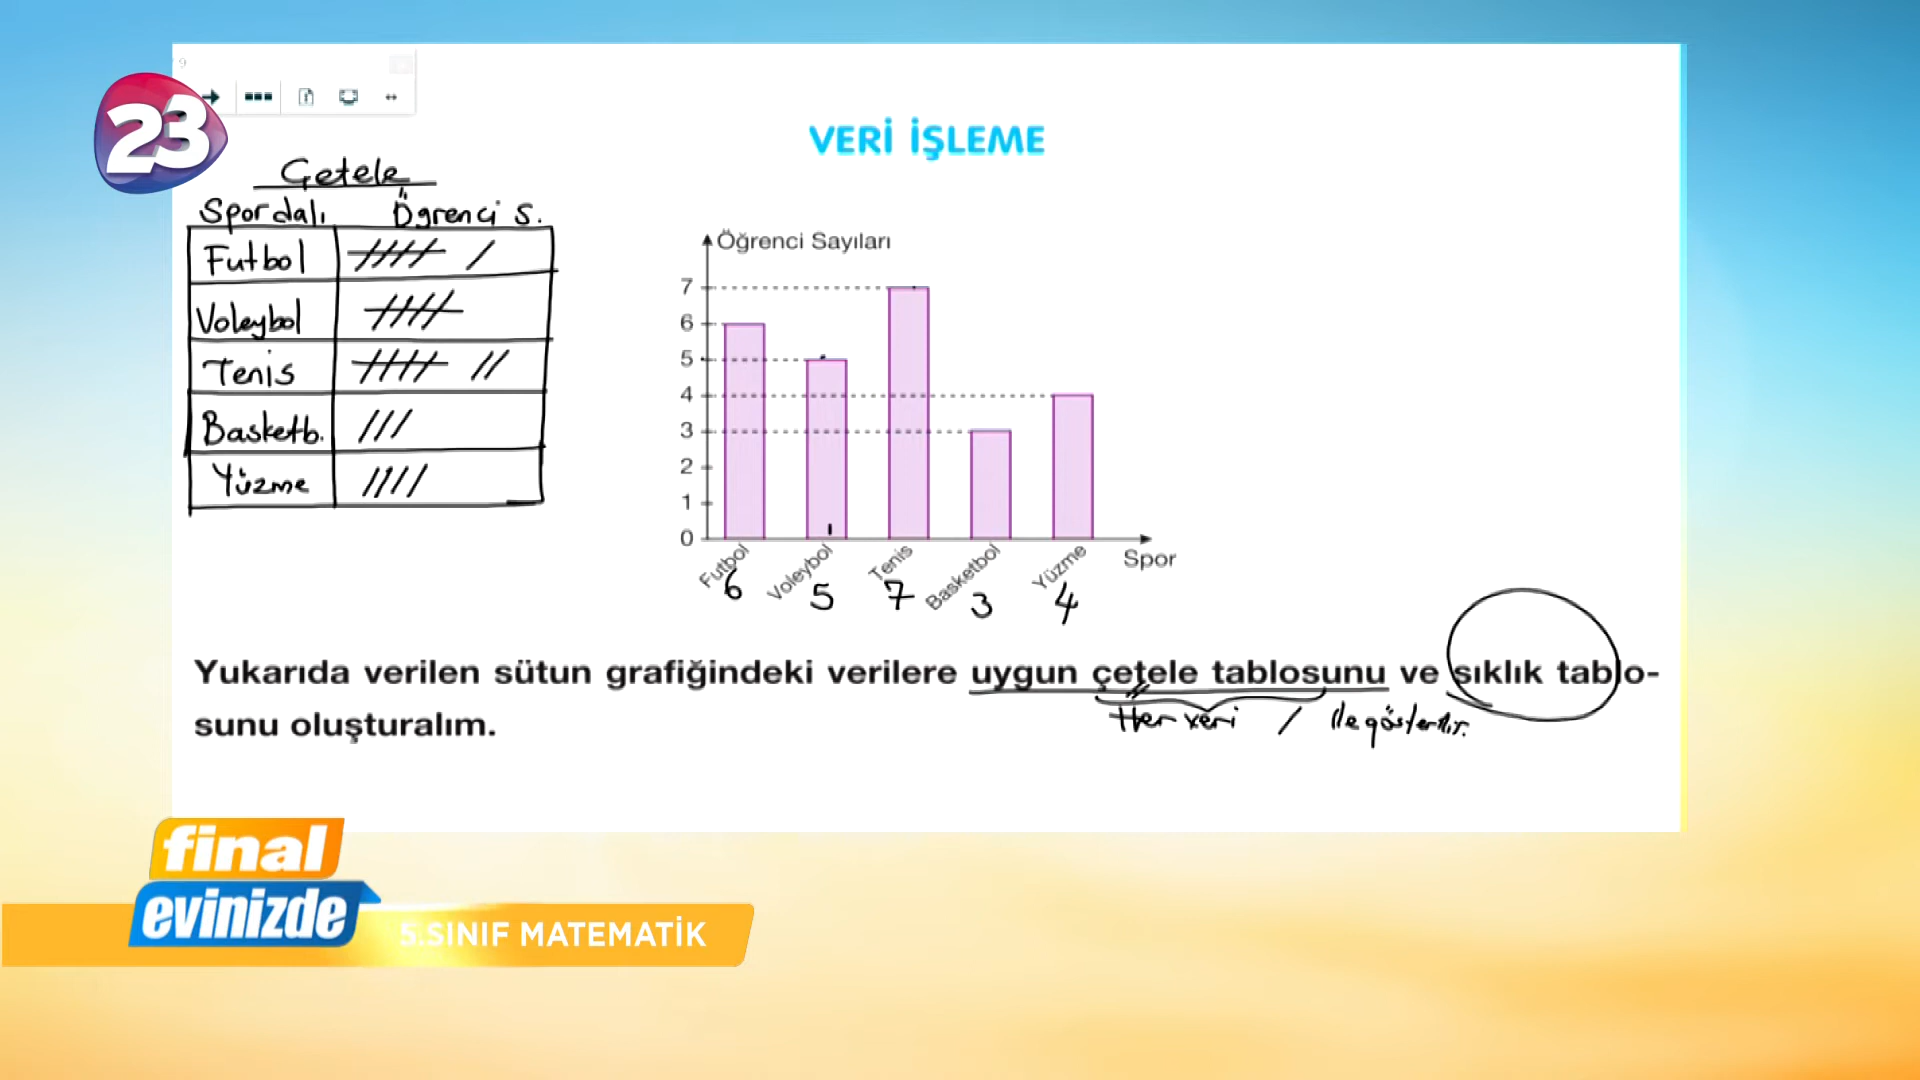 9
23
VERİ İŞLEME
Çetele
Spor dalı Öğrenci S.
Futbol
Voleybol
Tenis
Basketb.
Yüzme
Öğrenci Sayıları
7
6
5
4
3
2
1
0
Futbol Voleybol Tenis Basketbol Yüzme Spor
6 5 7 3 4
Yukarıda verilen sütun grafiğindeki verilere uygun çetele tablosunu ve sıklık tablo-
sunu oluşturalım.
Her veri / ile gösterilir.
final
evinizde
5.SINIF MATEMATİK